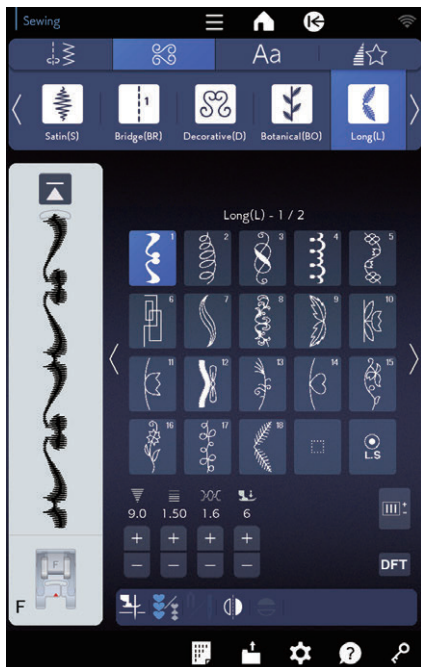 Sewing
Aa
1
Satin(S) Bridge(BR) Decorative(D) Botanical(BO) Long(L)
Long(L) - 1 / 2
1 2 3 4 5
6 7 8 9 10
11 12 13 14 15
16 17 18
L.S
9.0 1.50 1.6 6
+ + + +
− − − −
DFT
F
F
?